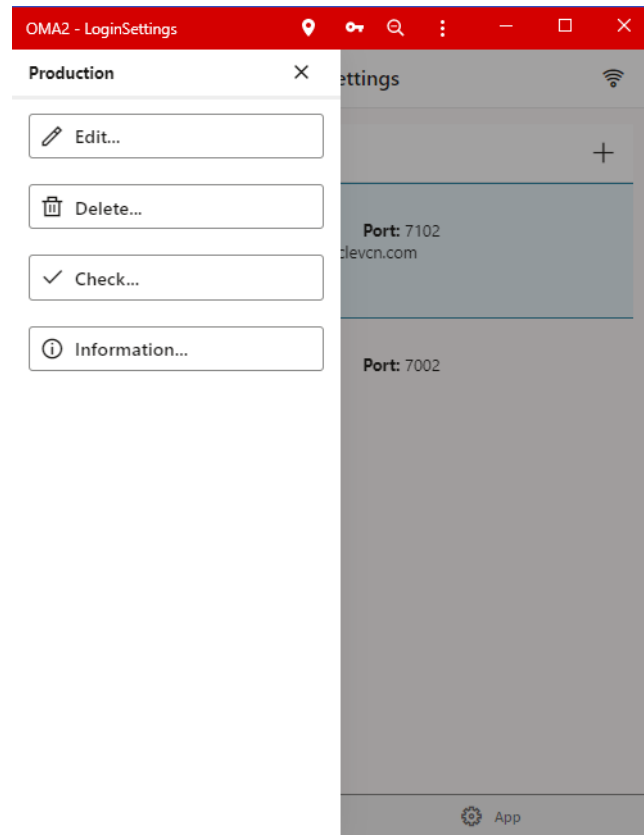 OMA2 - LoginSettings
Production
ettings
Edit...
Delete...
Port: 7102
clevcn.com
Check...
Information...
Port: 7002
App